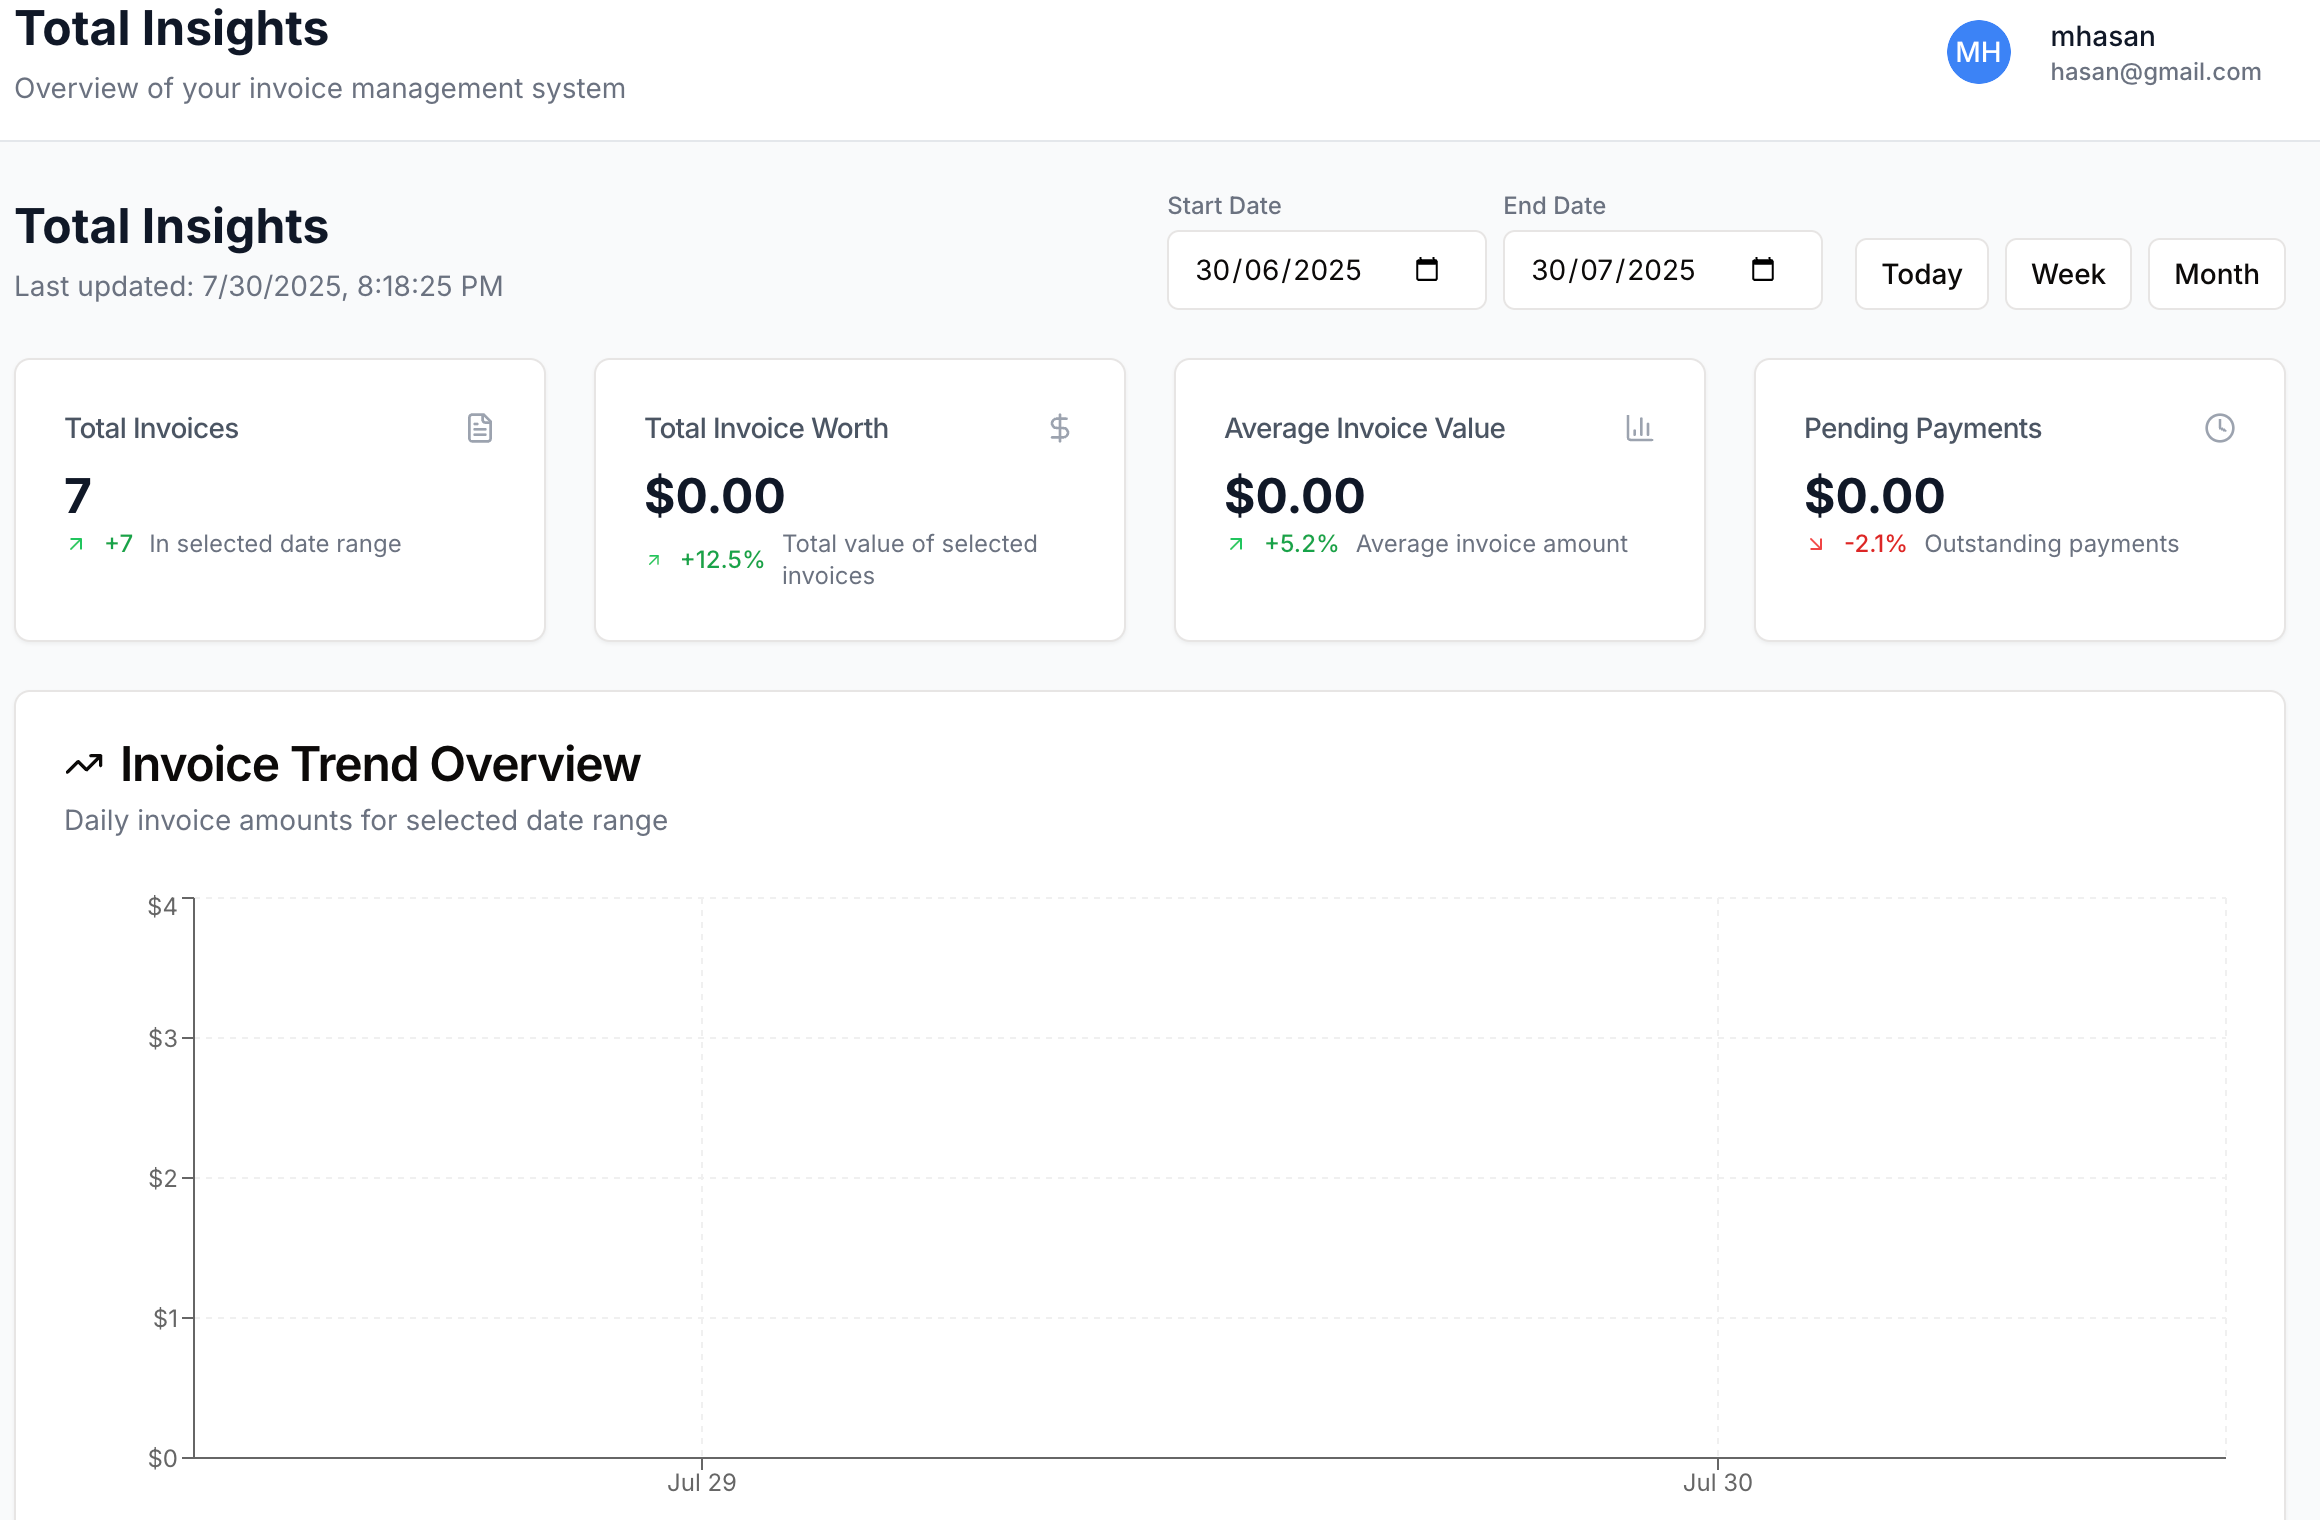 Total Insights
Overview of your invoice management system
MH
mhasan
hasan@gmail.com
Total Insights
Last updated: 7/30/2025, 8:18:25 PM
Start Date
30/06/2025
End Date
30/07/2025
Today
Week
Month
Total Invoices
7
+7 In selected date range
Total Invoice Worth
$0.00
+12.5% Total value of selected
invoices
Average Invoice Value
$0.00
+5.2% Average invoice amount
Pending Payments
$0.00
-2.1% Outstanding payments
Invoice Trend Overview
Daily invoice amounts for selected date range
$4
$3
$2
$1
$0
Jul 29
Jul 30